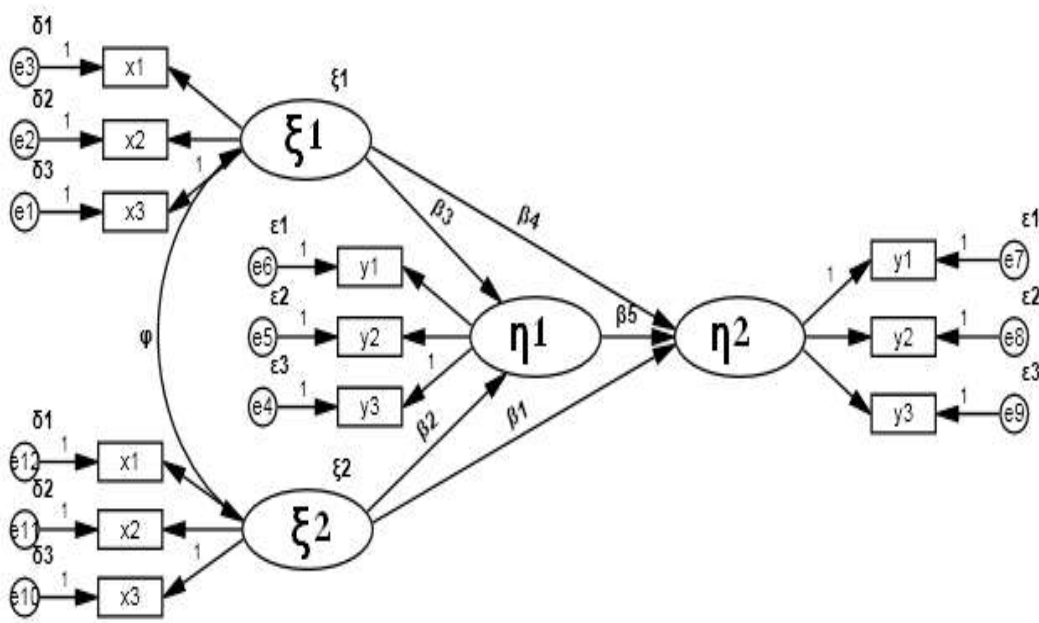 δ1
e3 1 x1
δ2
e2 1 x2
δ3
e1 1 x3
1
ξ1
ξ1
β3
β4
ε1
e6 1 y1
ε2
e5 1 y2
ε3
e4 1 y3
1
φ
η1
β5
η2
β2
β1
1
ε1
y1 1 e7
ε2
y2 1 e8
ε3
y3 1 e9
δ1
e12 1 x1
δ2
e11 1 x2
δ3
e10 1 x3
1
ξ2
ξ2